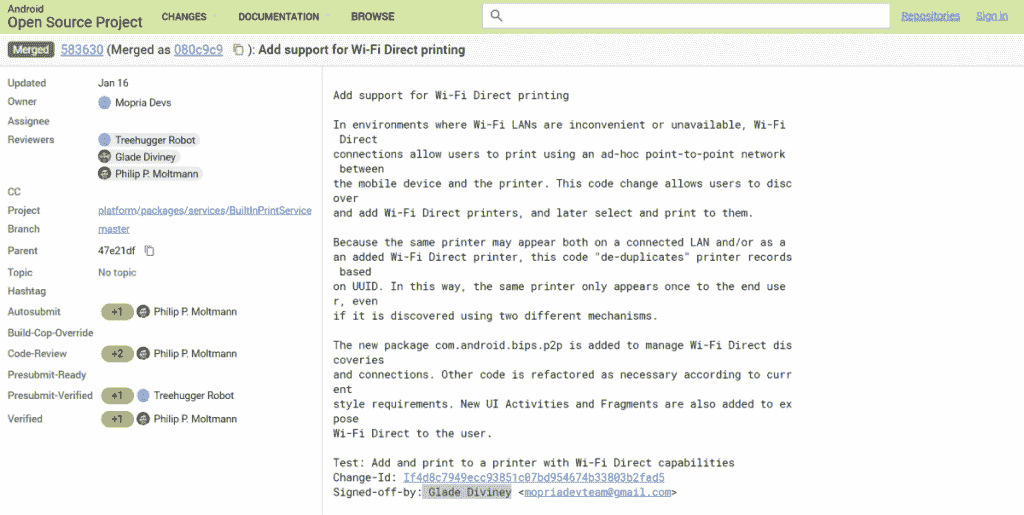 Android
Open Source Project
CHANGES
DOCUMENTATION
BROWSE
Repositories
Sign in
Merged 583630 (Merged as 080c9c9 ): Add support for Wi-Fi Direct printing
Updated Jan 16
Owner Mopria Devs
Assignee
Reviewers Treehugger Robot
Glade Diviney
Philip P. Moltmann
CC
Project platform/packages/services/BuiltInPrintService
Branch master
Parent 47e21df
Topic No topic
Hashtag
Autosubmit +1 Philip P. Moltmann
Build-Cop-Override
Code-Review +2 Philip P. Moltmann
Presubmit-Ready
Presubmit-Verified +1 Treehugger Robot
Verified +1 Philip P. Moltmann
Add support for Wi-Fi Direct printing
In environments where Wi-Fi LANs are inconvenient or unavailable, Wi-Fi
Direct
connections allow users to print using an ad-hoc point-to-point network
between
the mobile device and the printer. This code change allows users to disc
over
and add Wi-Fi Direct printers, and later select and print to them.
Because the same printer may appear both on a connected LAN and/or as a
an added Wi-Fi Direct printer, this code "de-duplicates" printer records
based
on UUID. In this way, the same printer only appears once to the end use
r, even
if it is discovered using two different mechanisms.
The new package com.android.bips.p2p is added to manage Wi-Fi Direct dis
coveries
and connections. Other code is refactored as necessary according to curr
ent
style requirements. New UI Activities and Fragments are also added to ex
pose
Wi-Fi Direct to the user.
Test: Add and print to a printer with Wi-Fi Direct capabilities
Change-Id: If4d8c7949ecc93851c07bd954674b33803b2fad5
Signed-off-by: Glade Diviney <mopriadevteam@gmail.com>